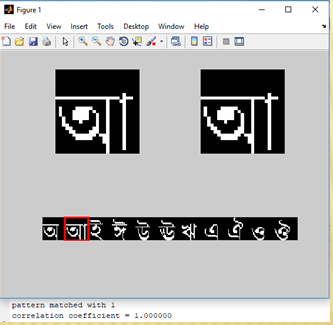 Figure 1
File Edit View Insert Tools Desktop Window Help
আ আ
অ আ ই ঈ উ ঊ ঋ এ ঐ ও ঔ
pattern matched with 1
correlation coefficient = 1.000000